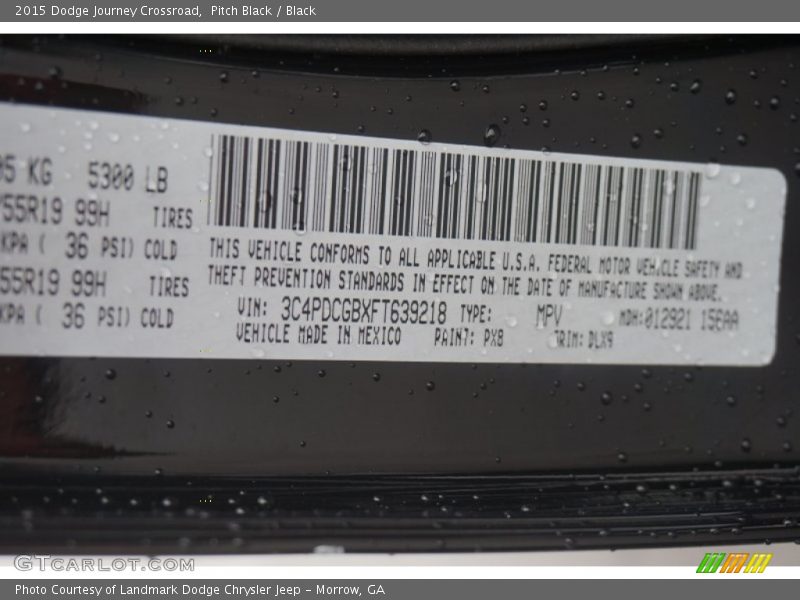 2015 Dodge Journey Crossroad, Pitch Black / Black
05 KG 5300 LB
/55R19 99H TIRES
KPA ( 36 PSI) COLD
55R19 99H TIRES
KPA ( 36 PSI) COLD
THIS VEHICLE CONFORMS TO ALL APPLICABLE U.S.A. FEDERAL MOTOR VEHICLE SAFETY AND
THEFT PREVENTION STANDARDS IN EFFECT ON THE DATE OF MANUFACTURE SHOWN ABOVE.
VIN: 3C4PDCGBXFT639218 TYPE: MPV MDH:012921 156AA
VEHICLE MADE IN MEXICO PAINT: PX8 TRIM: DLX9
GTCARLOT.COM
Photo Courtesy of Landmark Dodge Chrysler Jeep - Morrow, GA